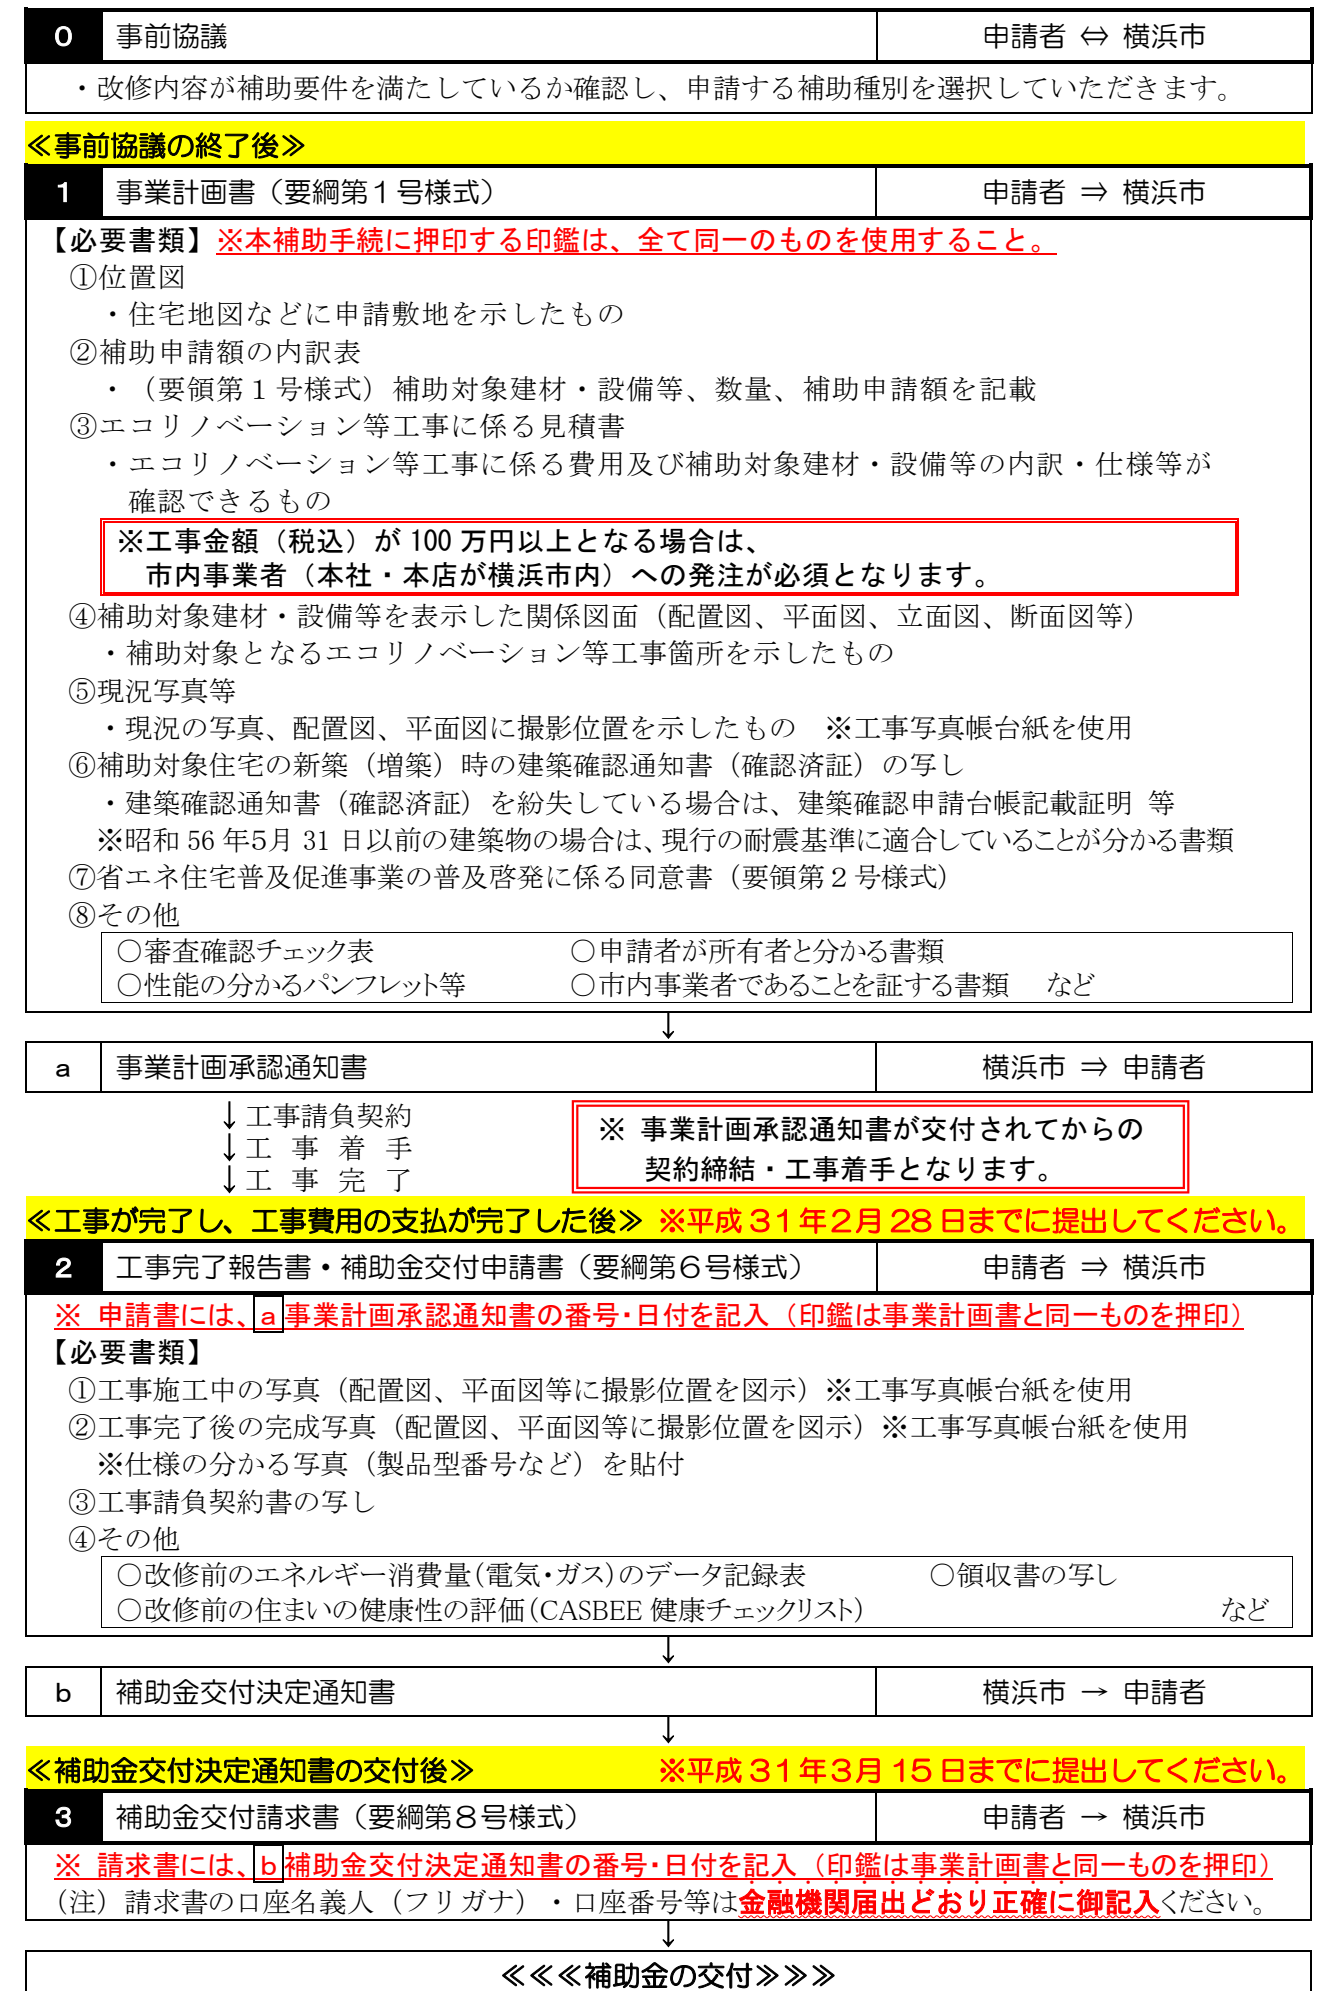 0 事前協議 申請者 ⇔ 横浜市
・改修内容が補助要件を満たしているか確認し、申請する補助種別を選択していただきます。
≪事前協議の終了後≫
1 事業計画書（要綱第１号様式） 申請者 ⇒ 横浜市
【必要書類】※本補助手続に押印する印鑑は、全て同一のものを使用すること。
①位置図
・住宅地図などに申請敷地を示したもの
②補助申請額の内訳表
・（要領第１号様式）補助対象建材・設備等、数量、補助申請額を記載
③エコリノベーション等工事に係る見積書
・エコリノベーション等工事に係る費用及び補助対象建材・設備等の内訳・仕様等が
確認できるもの
※工事金額（税込）が 100 万円以上となる場合は、
市内事業者（本社・本店が横浜市内）への発注が必須となります。
④補助対象建材・設備等を表示した関係図面（配置図、平面図、立面図、断面図等）
・補助対象となるエコリノベーション等工事箇所を示したもの
⑤現況写真等
・現況の写真、配置図、平面図に撮影位置を示したもの　※工事写真帳台紙を使用
⑥補助対象住宅の新築（増築）時の建築確認通知書（確認済証）の写し
・建築確認通知書（確認済証）を紛失している場合は、建築確認申請台帳記載証明 等
※昭和 56 年5月 31 日以前の建築物の場合は、現行の耐震基準に適合していることが分かる書類
⑦省エネ住宅普及促進事業の普及啓発に係る同意書（要領第２号様式）
⑧その他
○審査確認チェック表 ○申請者が所有者と分かる書類
○性能の分かるパンフレット等 ○市内事業者であることを証する書類 など
↓
a 事業計画承認通知書 横浜市 ⇒ 申請者
↓工事請負契約
↓工 事 着 手
↓工 事 完 了
※ 事業計画承認通知書が交付されてからの
契約締結・工事着手となります。
≪工事が完了し、工事費用の支払が完了した後≫ ※平成３１年２月 28 日までに提出してください。
2 工事完了報告書・補助金交付申請書（要綱第６号様式） 申請者 ⇒ 横浜市
※ 申請書には、a事業計画承認通知書の番号・日付を記入（印鑑は事業計画書と同一ものを押印）
【必要書類】
①工事施工中の写真（配置図、平面図等に撮影位置を図示）※工事写真帳台紙を使用
②工事完了後の完成写真（配置図、平面図等に撮影位置を図示）※工事写真帳台紙を使用
※仕様の分かる写真（製品型番号など）を貼付
③工事請負契約書の写し
④その他
○改修前のエネルギー消費量（電気・ガス）のデータ記録表 ○領収書の写し
○改修前の住まいの健康性の評価（CASBEE 健康チェックリスト） など
↓
b 補助金交付決定通知書 横浜市 → 申請者
↓
≪補助金交付決定通知書の交付後≫ ※平成３１年３月 15 日までに提出してください。
3 補助金交付請求書（要綱第８号様式） 申請者 → 横浜市
※ 請求書には、b補助金交付決定通知書の番号・日付を記入（印鑑は事業計画書と同一ものを押印）
（注）請求書の口座名義人（フリガナ）・口座番号等は金融機関届出どおり正確に御記入ください。
↓
≪≪≪補助金の交付≫≫≫